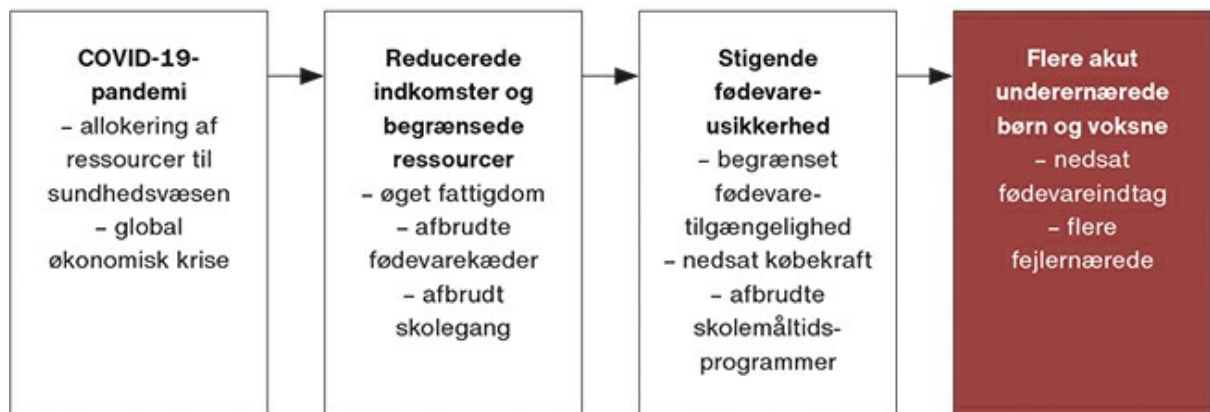 COVID-19-
pandemi
– allokering af
ressourcer til
sundhedsvæsen
– global
økonomisk krise
Reducerede
indkomster og
begrænsede
ressourcer
– øget fattigdom
– afbrudte
fødevarekæder
– afbrudt
skolegang
Stigende
fødevare-
usikkerhed
– begrænset
fødevare-
tilgængelighed
– nedsat købekraft
– afbrudte
skolemåltids-
programmer
Flere akut
underernærede
børn og voksne
– nedsat
fødevareindtag
– flere
fejlernærede